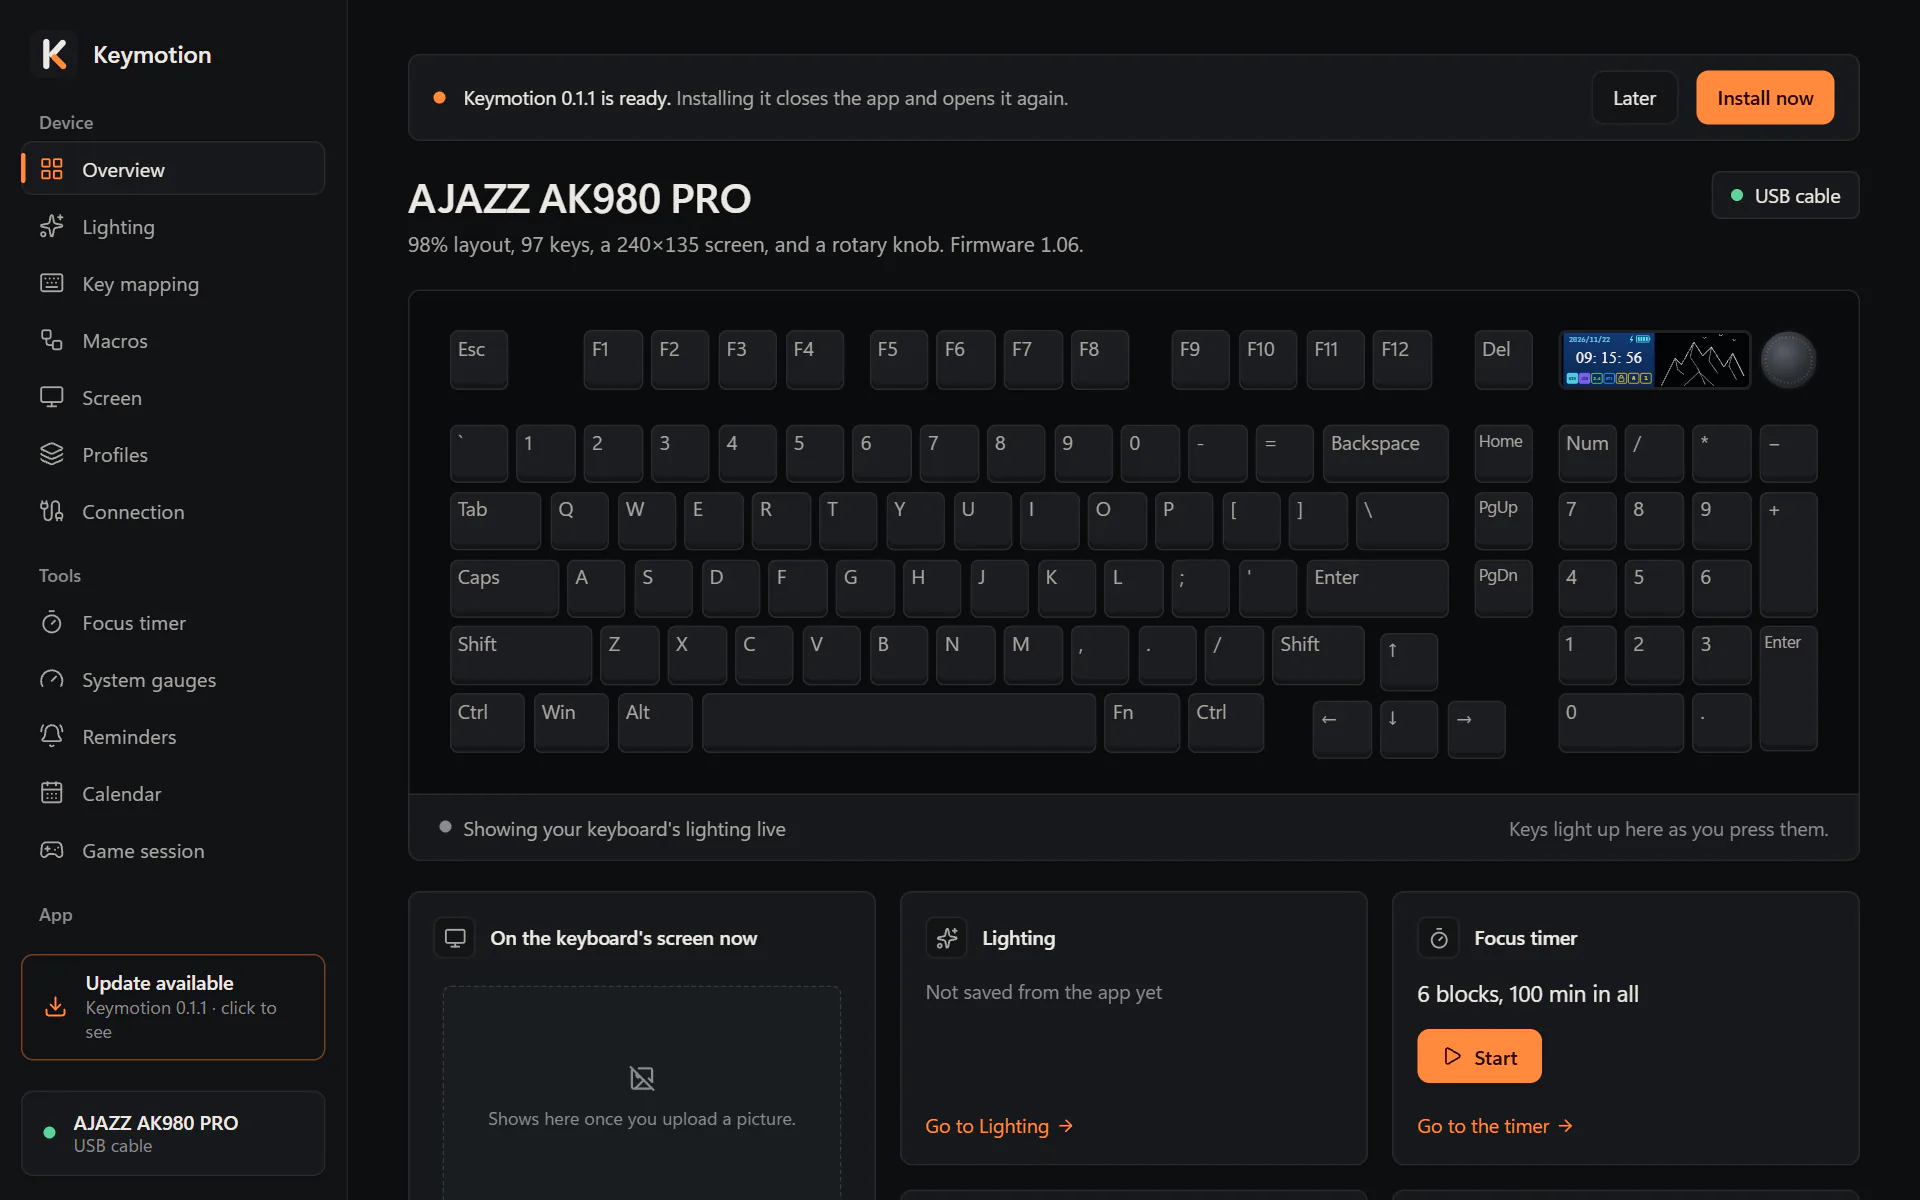 Keymotion
Device
Overview
Lighting
Key mapping
Macros
Screen
Profiles
Connection
Tools
Focus timer
System gauges
Reminders
Calendar
Game session
App
Update available
Keymotion 0.1.1 · click to
see
AJAZZ AK980 PRO
USB cable
Keymotion 0.1.1 is ready. Installing it closes the app and opens it again.
Later
Install now
AJAZZ AK980 PRO
USB cable
98% layout, 97 keys, a 240×135 screen, and a rotary knob. Firmware 1.06.
Esc F1 F2 F3 F4 F5 F6 F7 F8 F9 F10 F11 F12 Del
2026/11/22
09: 15: 56
` 1 2 3 4 5 6 7 8 9 0 - = Backspace Home Num / * −
Tab Q W E R T Y U I O P [ ] \ PgUp 7 8 9 +
Caps A S D F G H J K L ; ' Enter PgDn 4 5 6
Shift Z X C V B N M , . / Shift ↑ 1 2 3 Enter
Ctrl Win Alt Fn Ctrl ← ↓ → 0 .
Showing your keyboard's lighting live
Keys light up here as you press them.
On the keyboard's screen now
Shows here once you upload a picture.
Lighting
Not saved from the app yet
Go to Lighting →
Focus timer
6 blocks, 100 min in all
Start
Go to the timer →